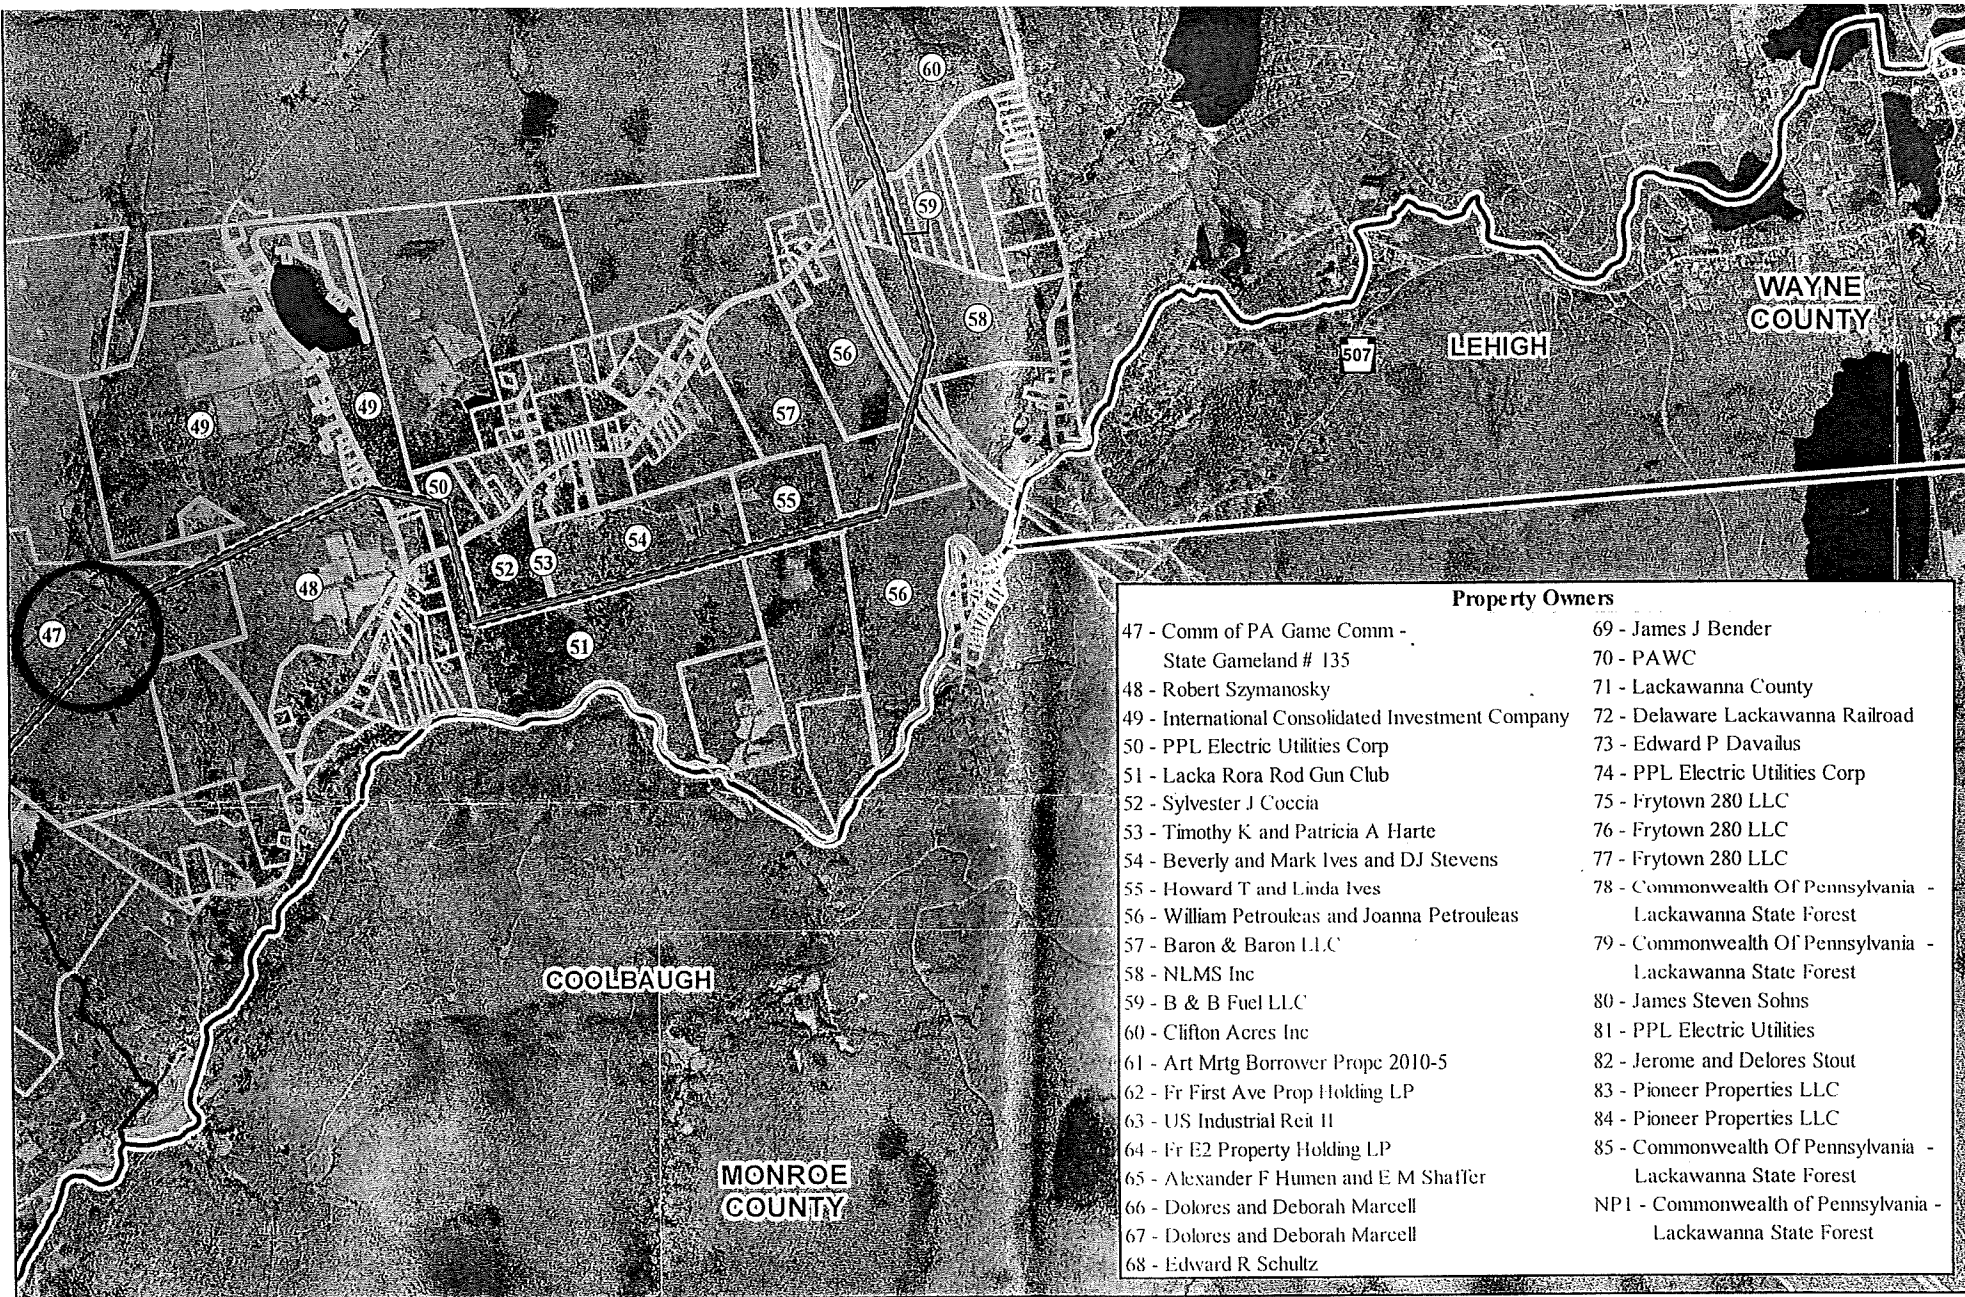 60
59
WAYNE
COUNTY
58
LEHIGH
507
56
49
57
49
50
55
54
53
52
48
56
47
51
COOLBAUGH
MONROE
COUNTY
Property Owners
47 - Comm of PA Game Comm -
State Gameland # 135
48 - Robert Szymanosky
49 - International Consolidated Investment Company
50 - PPL Electric Utilities Corp
51 - Lacka Rora Rod Gun Club
52 - Sylvester J Coccia
53 - Timothy K and Patricia A Harte
54 - Beverly and Mark Ives and DJ Stevens
55 - Howard T and Linda Ives
56 - William Petrouleas and Joanna Petrouleas
57 - Baron & Baron LLC
58 - NLMS Inc
59 - B & B Fuel LLC
60 - Clifton Acres Inc
61 - Art Mrtg Borrower Propc 2010-5
62 - Fr First Ave Prop Holding LP
63 - US Industrial Reit II
64 - Fr E2 Property Holding LP
65 - Alexander F Humen and E M Shaffer
66 - Dolores and Deborah Marcell
67 - Dolores and Deborah Marcell
68 - Edward R Schultz
69 - James J Bender
70 - PAWC
71 - Lackawanna County
72 - Delaware Lackawanna Railroad
73 - Edward P Davailus
74 - PPL Electric Utilities Corp
75 - Frytown 280 LLC
76 - Frytown 280 LLC
77 - Frytown 280 LLC
78 - Commonwealth Of Pennsylvania -
Lackawanna State Forest
79 - Commonwealth Of Pennsylvania -
Lackawanna State Forest
80 - James Steven Sohns
81 - PPL Electric Utilities
82 - Jerome and Delores Stout
83 - Pioneer Properties LLC
84 - Pioneer Properties LLC
85 - Commonwealth Of Pennsylvania -
Lackawanna State Forest
NP1 - Commonwealth of Pennsylvania -
Lackawanna State Forest